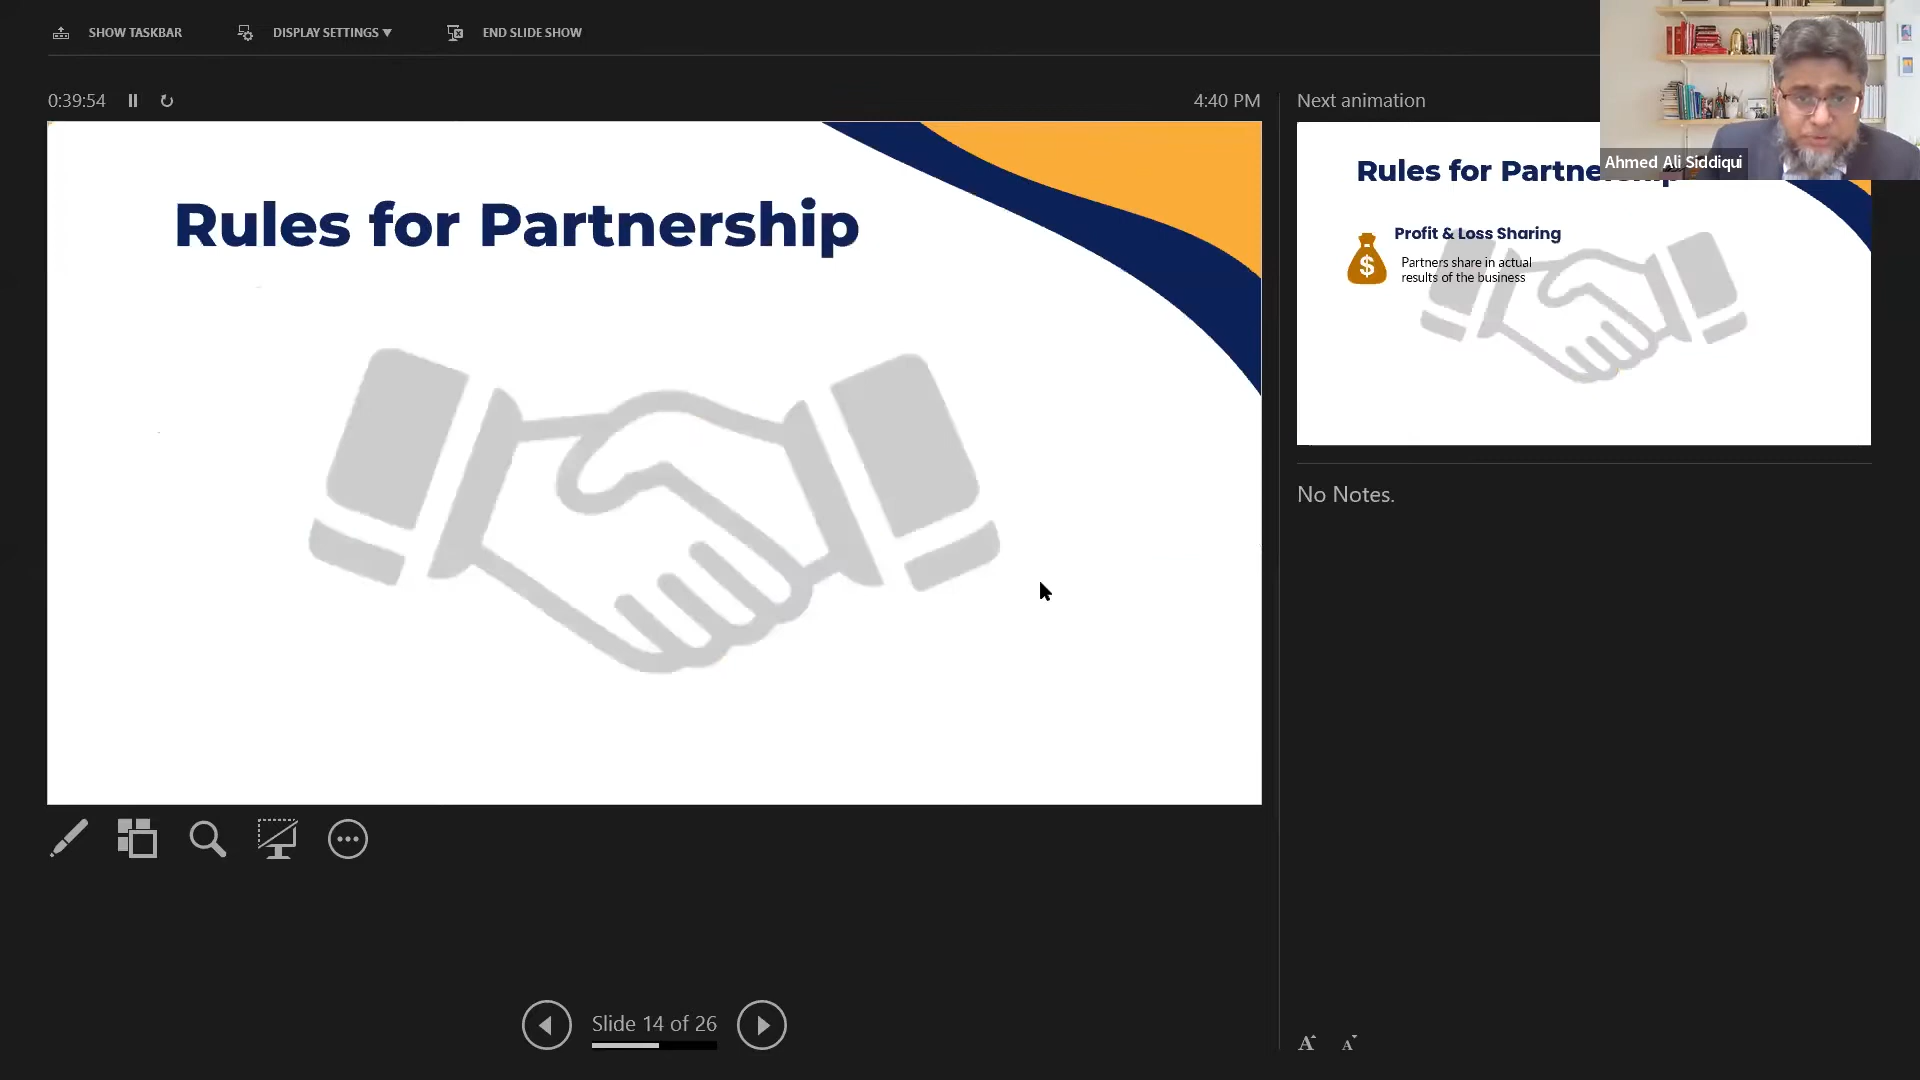 SHOW TASKBAR
DISPLAY SETTINGS ▼
END SLIDE SHOW
0:39:54
4:40 PM
Next animation
Rules for Partnership
Ahmed Ali Siddiqui
Rules for Partnership
Profit & Loss Sharing
$
Partners share in actual
results of the business
No Notes.
Slide 14 of 26
A A